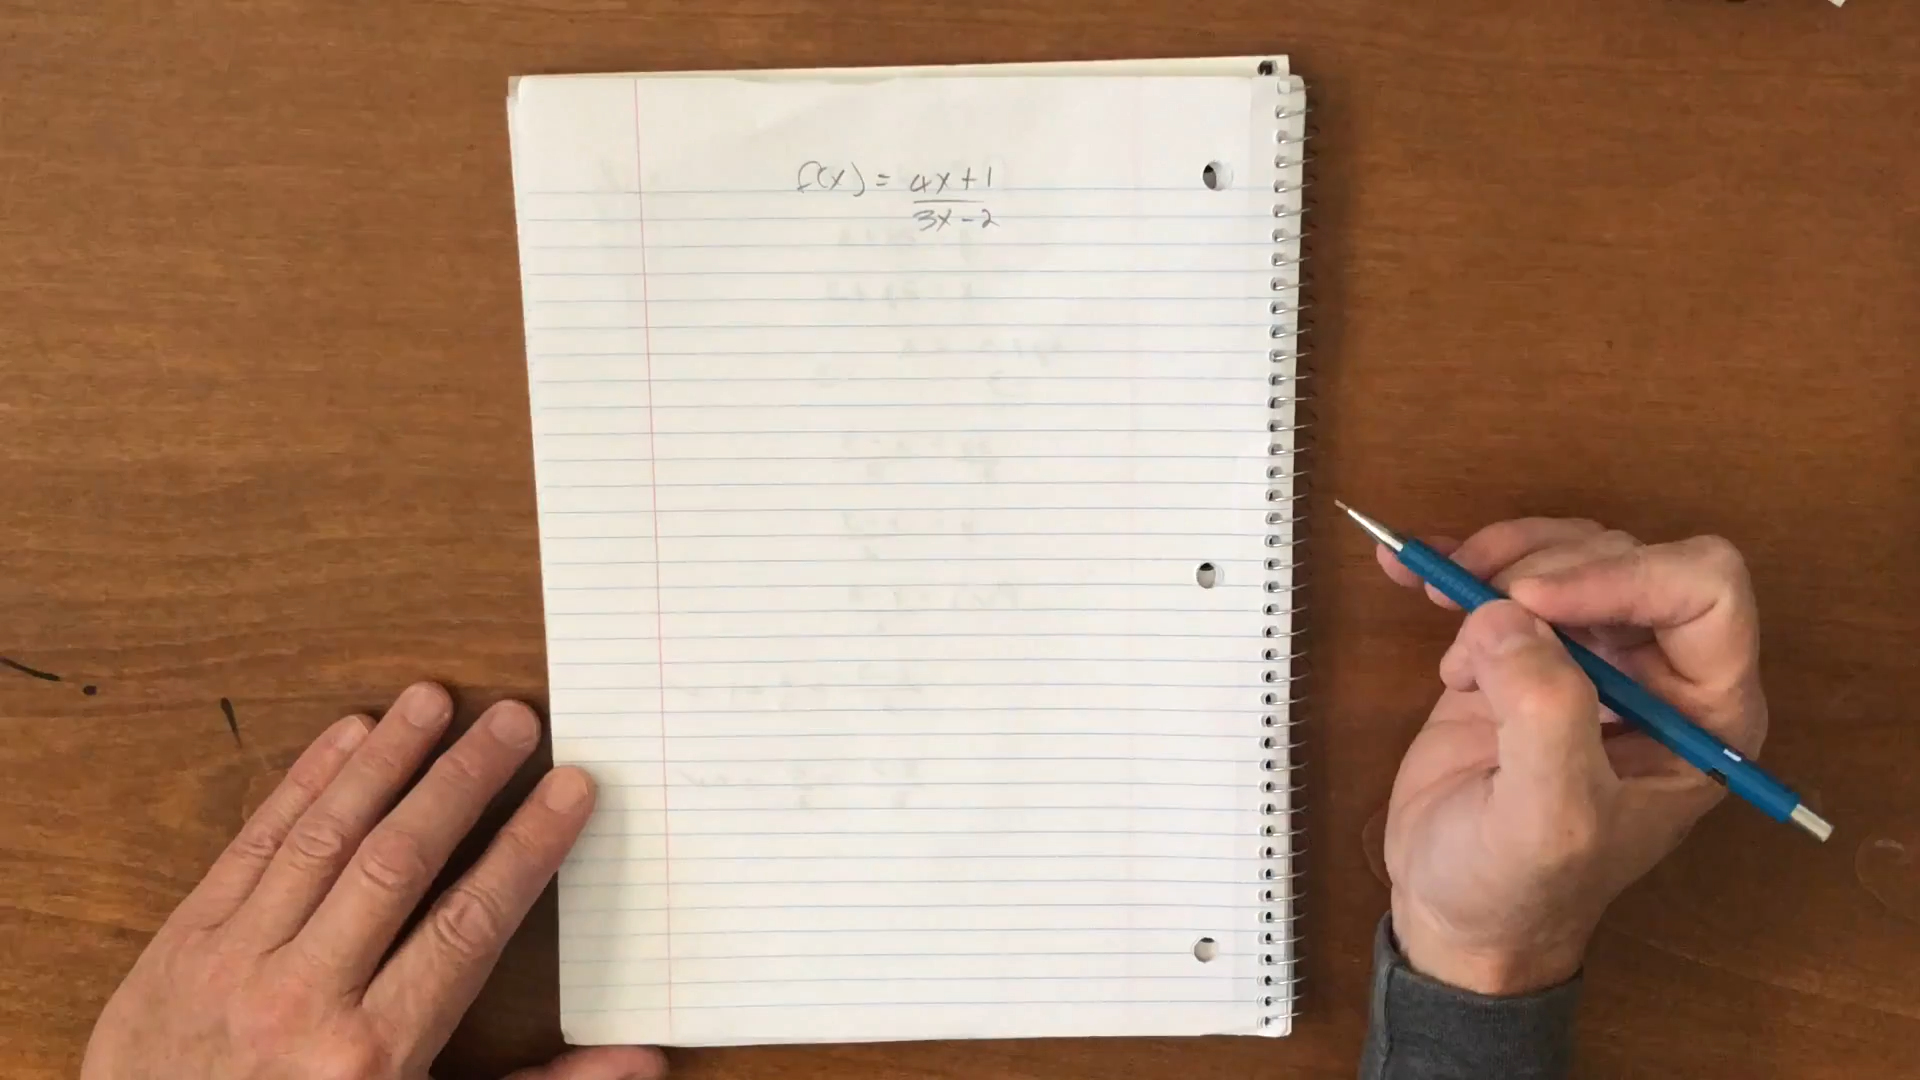 f(x) = 4x+1
3x-2